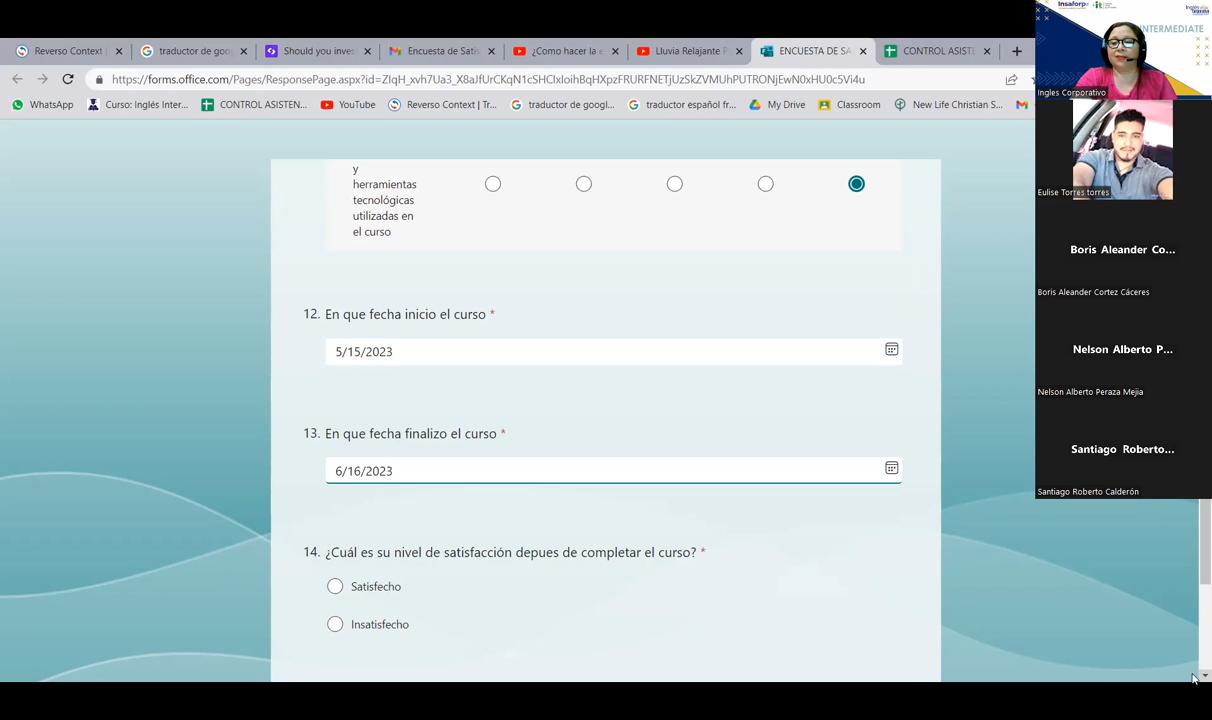 Reverso Context |
traductor de goo
Should you inves
Encuesta de Satis
¿Como hacer la e
Lluvia Relajante P
ENCUESTA DE SA
CONTROL ASISTE
https://forms.office.com/Pages/ResponsePage.aspx?id=ZIqH_xvh7Ua3_X8aJfUrCKqN1cSHCIxIoihBqHXpzFRURFNETjUzSkZVMUhPUTRONjEwN0xHU0c5Vi4u
WhatsApp
Curso: Inglés Inter...
CONTROL ASISTEN...
YouTube
Reverso Context | Tr...
traductor de googl...
traductor español fr...
My Drive
Classroom
New Life Christian S...
y
herramientas
tecnológicas
utilizadas en
el curso
12. En que fecha inicio el curso *
5/15/2023
13. En que fecha finalizo el curso *
6/16/2023
14. ¿Cuál es su nivel de satisfacción depues de completar el curso? *
Satisfecho
Insatisfecho
Insaforp
INTERMEDIATE
Ingles Corporativo
Eulise Torres torres
Boris Aleander Co...
Boris Aleander Cortez Cáceres
Nelson Alberto P...
Nelson Alberto Peraza Mejia
Santiago Roberto...
Santiago Roberto Calderón